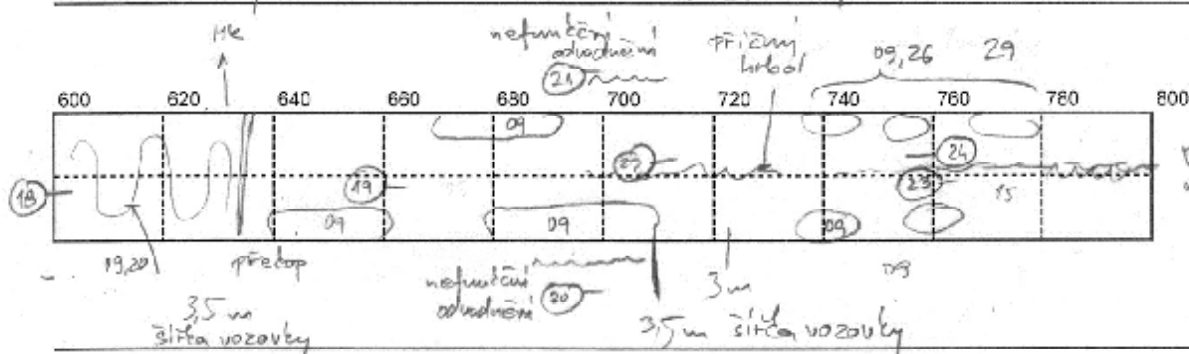 HK
nefunkční
odvodnění
21
příčný
hrbol
09,26 29
600 620 640 660 680 700 720 740 760 780 800
09
18
19
27
24
23
15
09
09
09
19,20
překop
3,5 m
šířka vozovky
nefunkční
odvodnění
20
3 m
3,5 m šířka vozovky
09